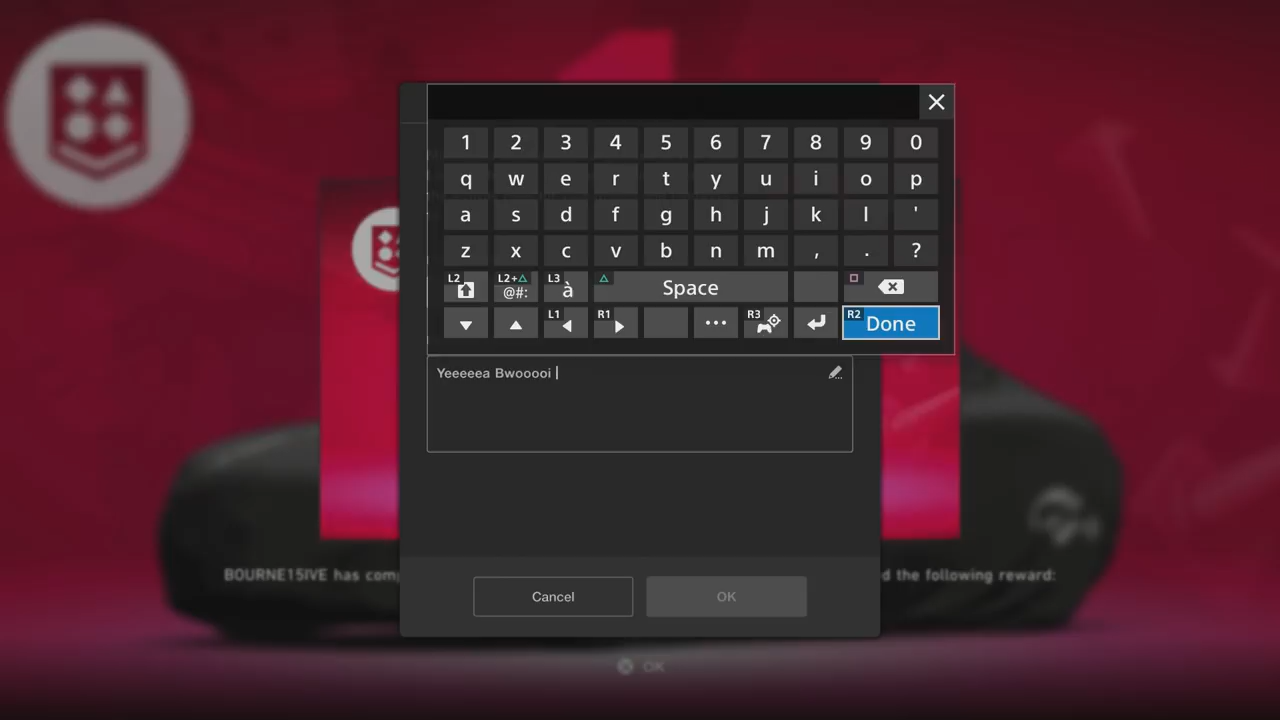 1 2 3 4 5 6 7 8 9 0
q w e r t y u i o p
a s d f g h j k l '
z x c v b n m , . ?
L2 L2+△ @#: L3 à △ Space □
L1 R1 ... R3 R2 Done
Yeeeeea Bwooooi
BOURNE15IVE has
d the following reward:
Cancel OK
OK